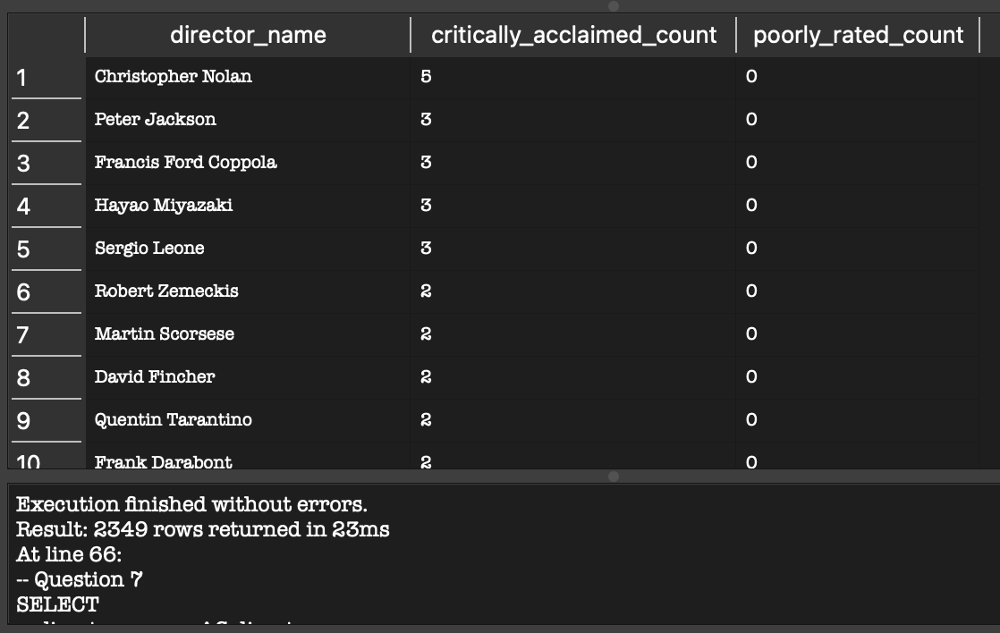 director_name critically_acclaimed_count poorly_rated_count
1 Christopher Nolan 5 0
2 Peter Jackson 3 0
3 Francis Ford Coppola 3 0
4 Hayao Miyazaki 3 0
5 Sergio Leone 3 0
6 Robert Zemeckis 2 0
7 Martin Scorsese 2 0
8 David Fincher 2 0
9 Quentin Tarantino 2 0
10 Frank Darabont 2 0
Execution finished without errors.
Result: 2349 rows returned in 23ms
At line 66:
-- Question 7
SELECT